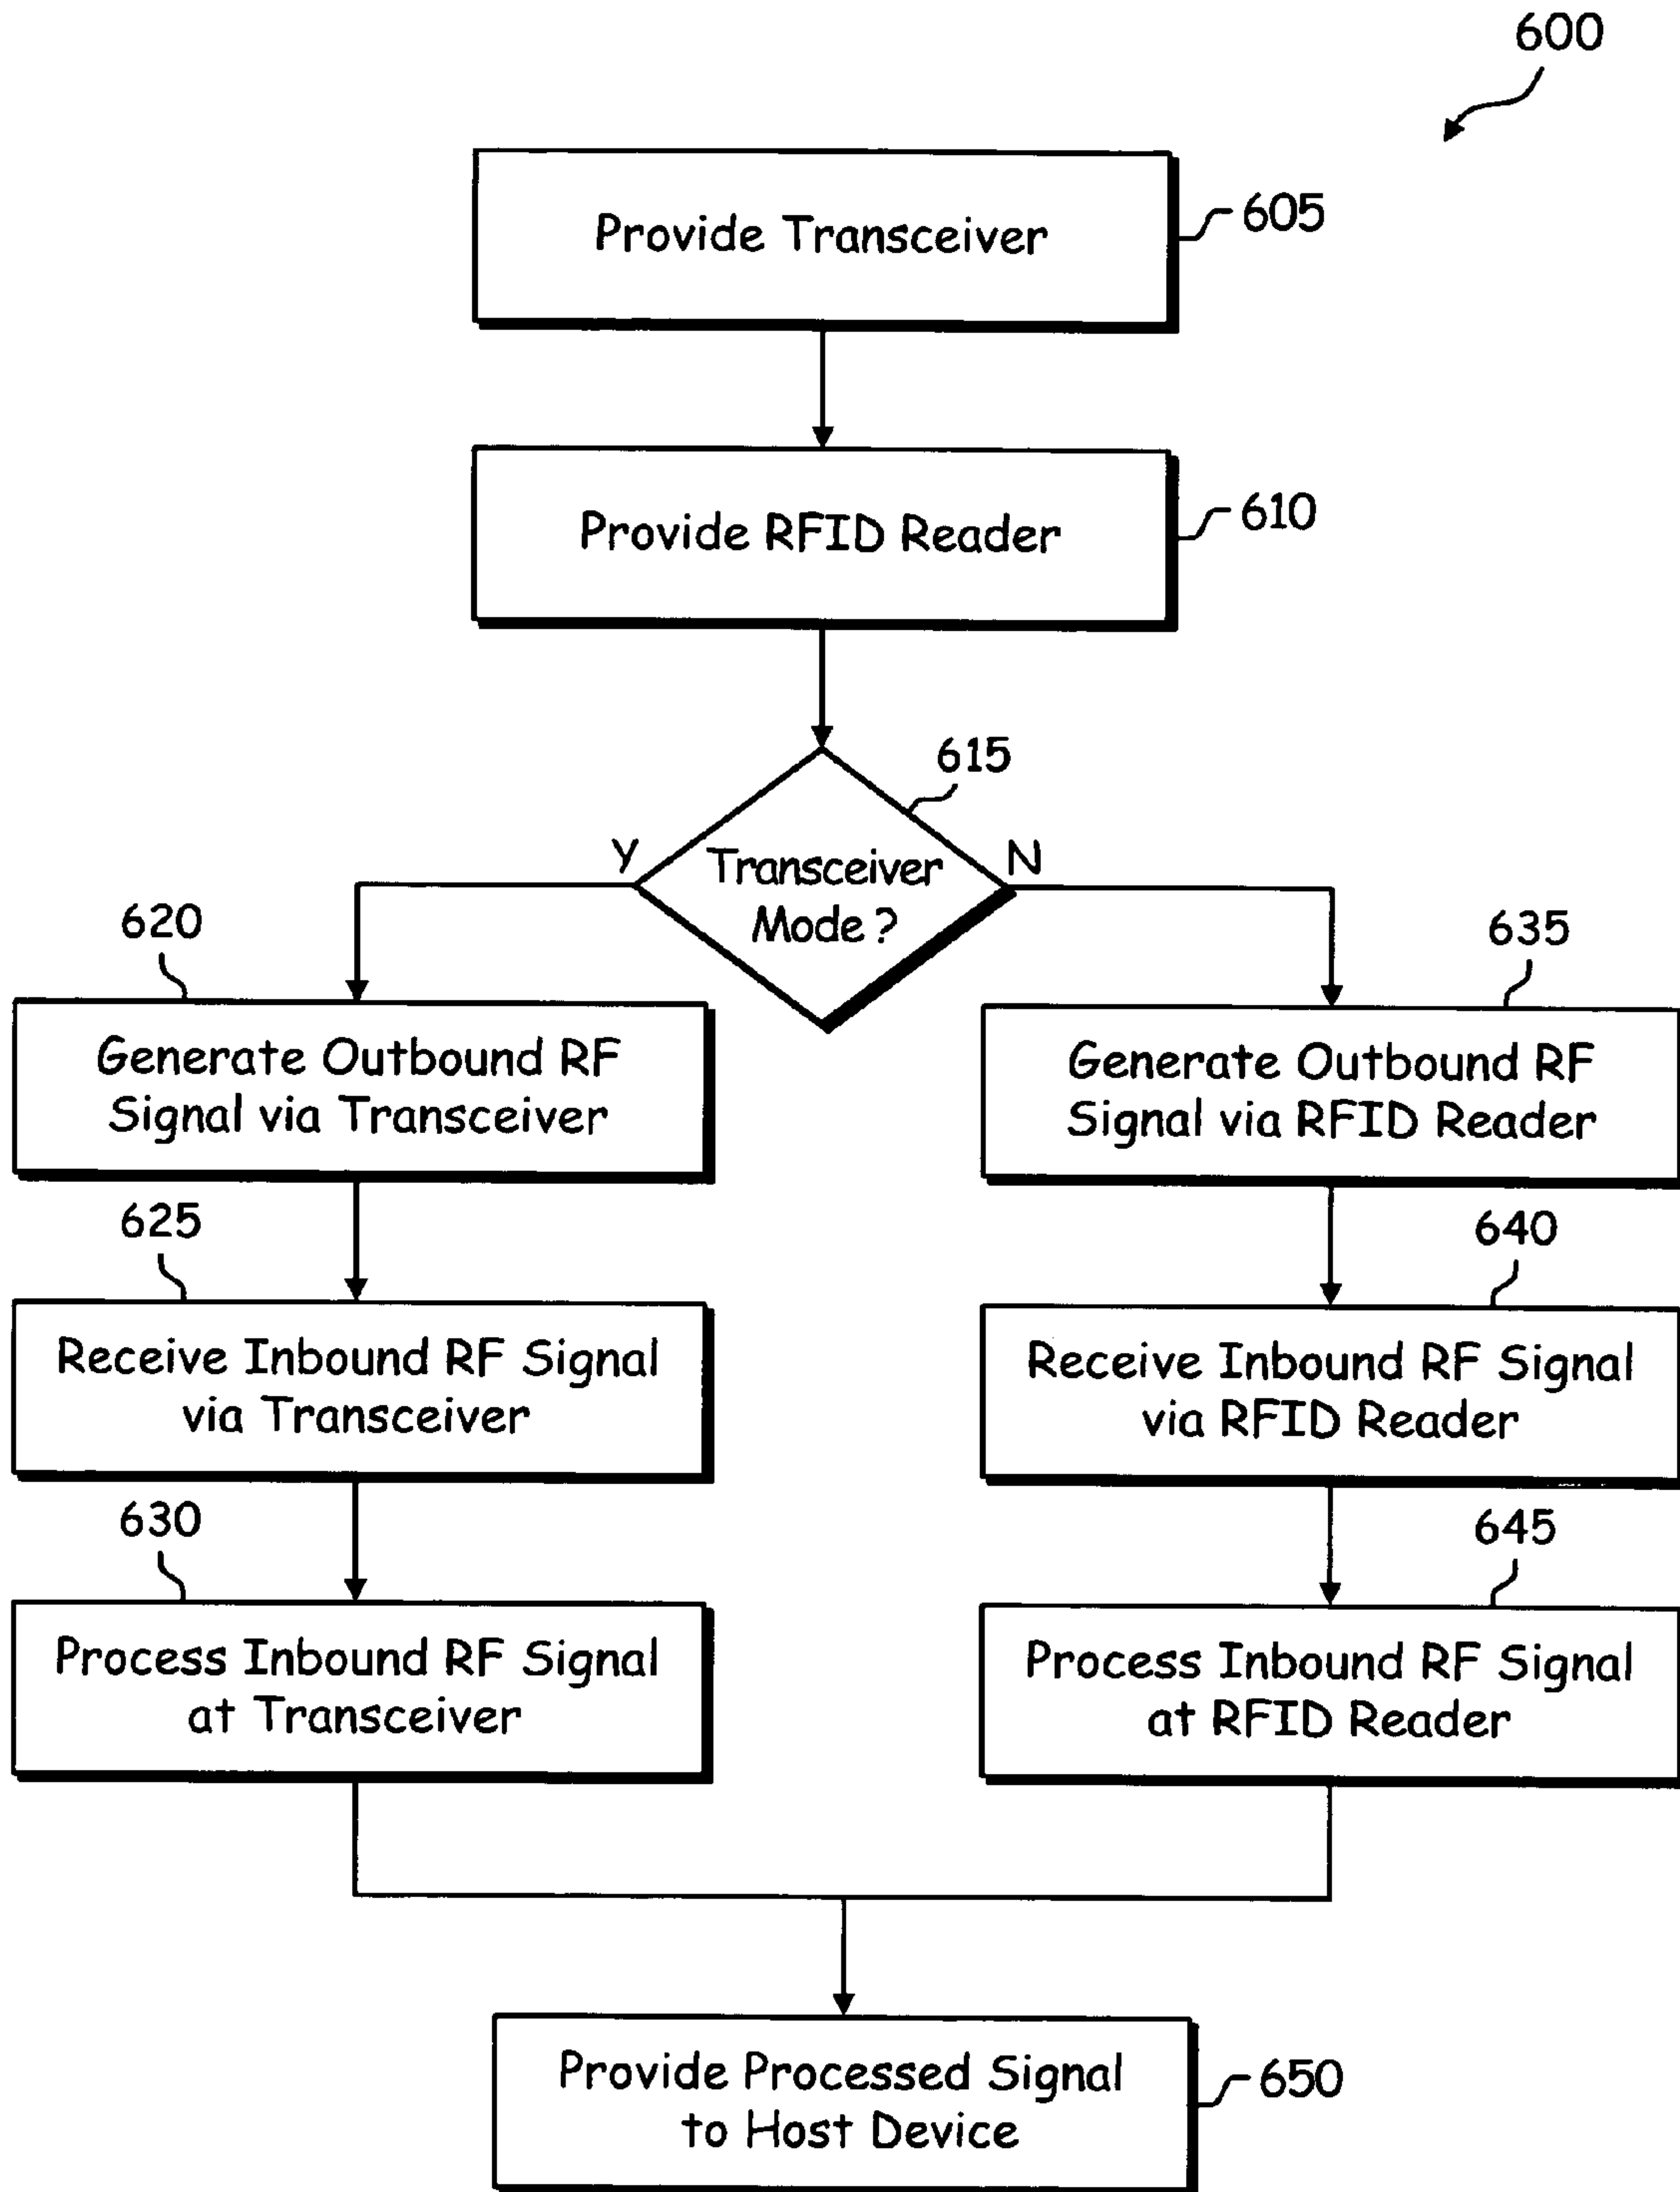 600
Provide Transceiver
605
Provide RFID Reader
610
615
Y
Transceiver
Mode?
N
620
Generate Outbound RF
Signal via Transceiver
635
Generate Outbound RF
Signal via RFID Reader
625
Receive Inbound RF Signal
via Transceiver
640
Receive Inbound RF Signal
via RFID Reader
630
Process Inbound RF Signal
at Transceiver
645
Process Inbound RF Signal
at RFID Reader
Provide Processed Signal
to Host Device
650